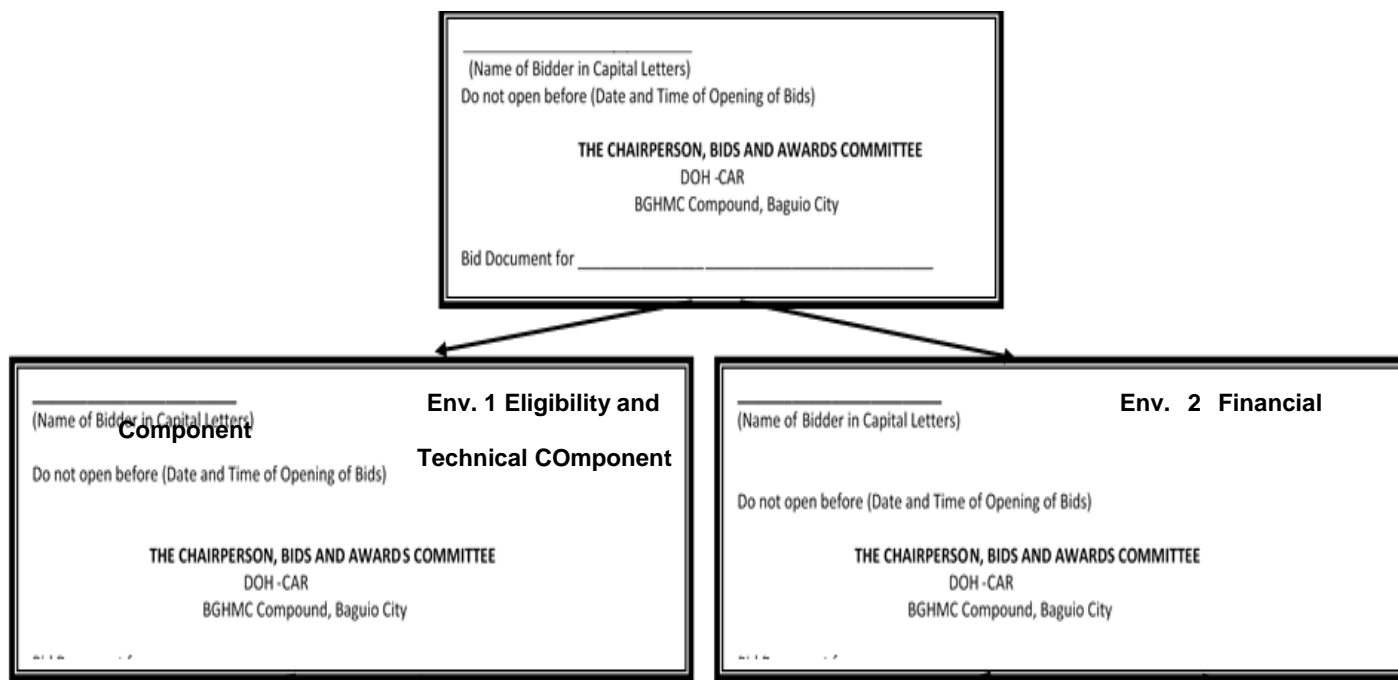 (Name of Bidder in Capital Letters)
Do not open before (Date and Time of Opening of Bids)
THE CHAIRPERSON, BIDS AND AWARDS COMMITTEE
DOH -CAR
BGHMC Compound, Baguio City
Bid Document for ____________________
Env. 1 Eligibility and
(Name of Bidder in Capital Letters)
Component
Technical COmponent
Do not open before (Date and Time of Opening of Bids)
THE CHAIRPERSON, BIDS AND AWARDS COMMITTEE
DOH -CAR
BGHMC Compound, Baguio City
Env. 2 Financial
(Name of Bidder in Capital Letters)
Do not open before (Date and Time of Opening of Bids)
THE CHAIRPERSON, BIDS AND AWARDS COMMITTEE
DOH -CAR
BGHMC Compound, Baguio City